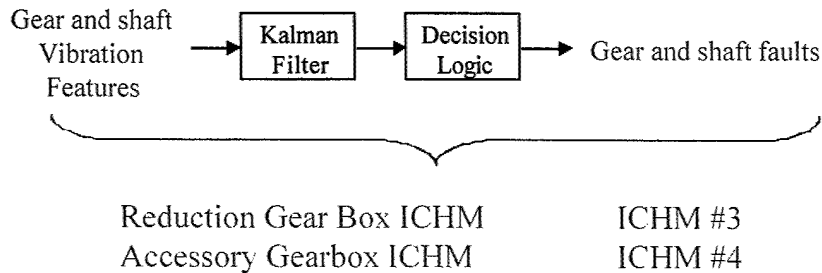 Gear and shaft
Vibration
Features
Kalman
Filter
Decision
Logic
Gear and shaft faults
Reduction Gear Box ICHM ICHM #3
Accessory Gearbox ICHM ICHM #4